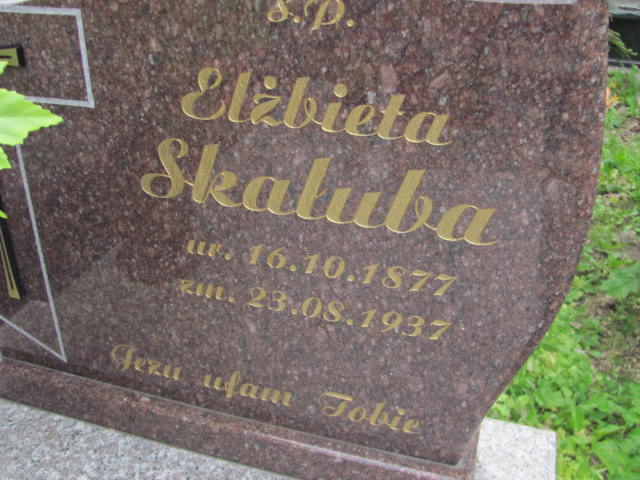 Ś.P.
Elżbieta
Skałuba
ur. 16.10.1877
zm. 23.08.1937
Jezu ufam Tobie